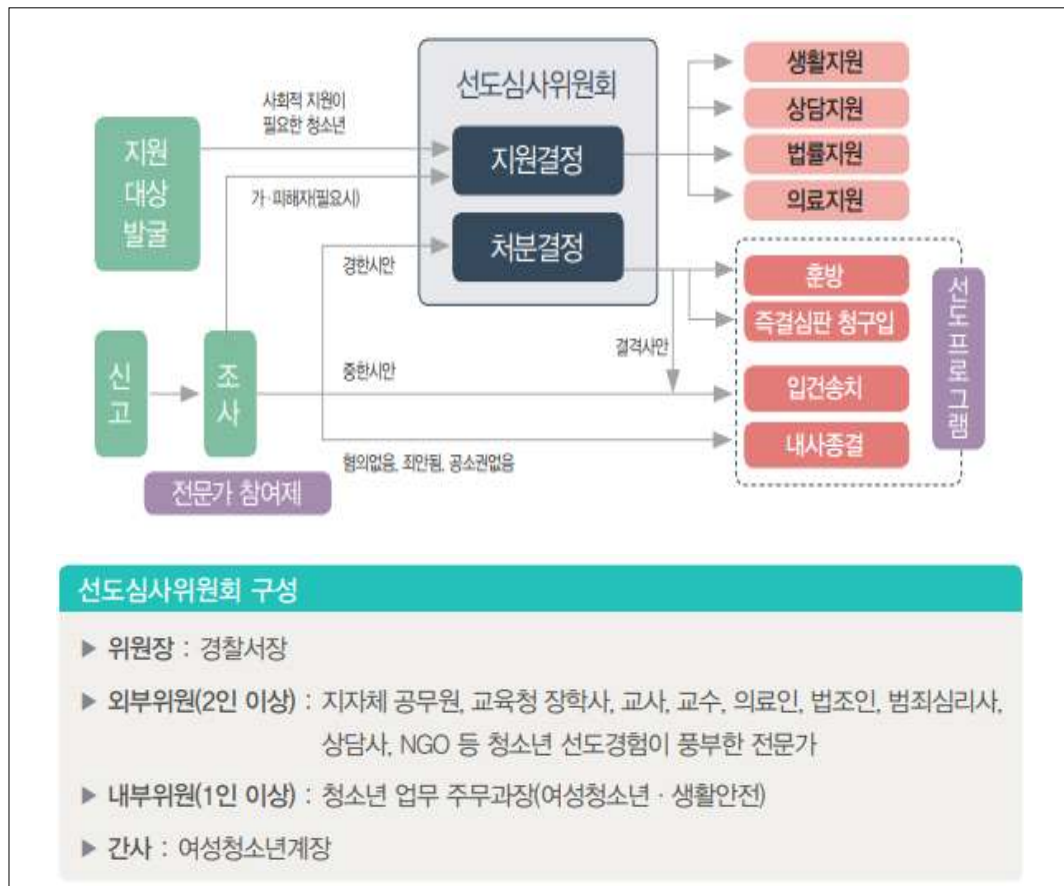 선도심사위원회
사회적 지원이
필요한 청소년
지원
대상
발굴
지원결정
가·피해자(필요시)
처분결정
경한시안
생활지원
상담지원
법률지원
의료지원
훈방
즉결심판 청구입
입건송치
내사종결
선도프로그램
결격사안
신고
조사
중한시안
혐의없음, 죄안됨, 공소권없음
전문가 참여제
선도심사위원회 구성
▶ 위원장 : 경찰서장
▶ 외부위원(2인 이상) : 지자체 공무원, 교육청 장학사, 교사, 교수, 의료인, 법조인, 범죄심리사,
상담사, NGO 등 청소년 선도경험이 풍부한 전문가
▶ 내부위원(1인 이상) : 청소년 업무 주무과장(여성청소년 · 생활안전)
▶ 간사 : 여성청소년계장